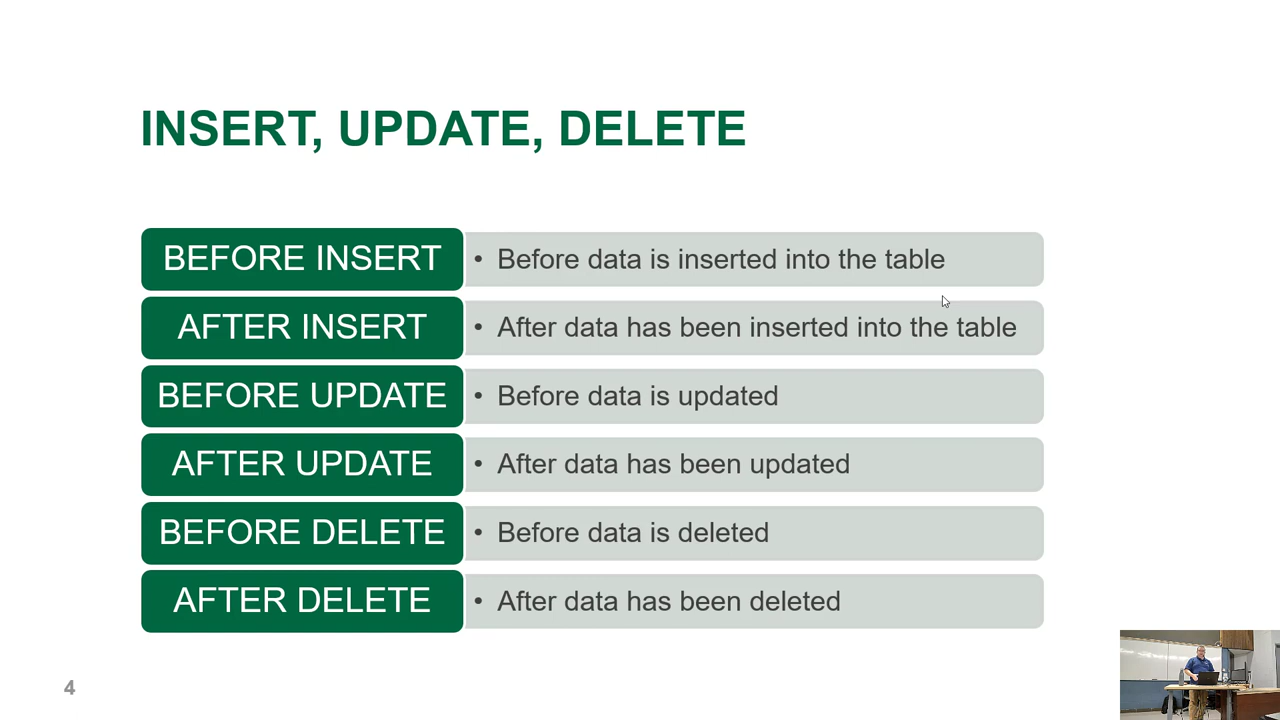 INSERT, UPDATE, DELETE
BEFORE INSERT • Before data is inserted into the table
AFTER INSERT • After data has been inserted into the table
BEFORE UPDATE • Before data is updated
AFTER UPDATE • After data has been updated
BEFORE DELETE • Before data is deleted
AFTER DELETE • After data has been deleted
4